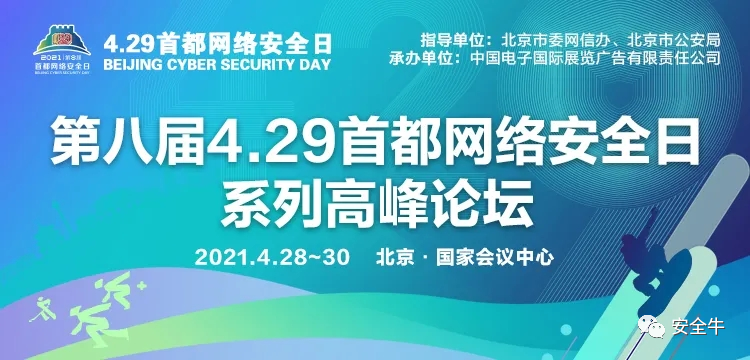 2021|第8届
首都网络安全日
BEIJING CYBER SECURITY DAY
4.29首都网络安全日
BEIJING CYBER SECURITY DAY
指导单位：北京市委网信办、北京市公安局
承办单位：中国电子国际展览广告有限责任公司
第八届4.29首都网络安全日
系列高峰论坛
2021.4.28~30 北京·国家会议中心
安全牛